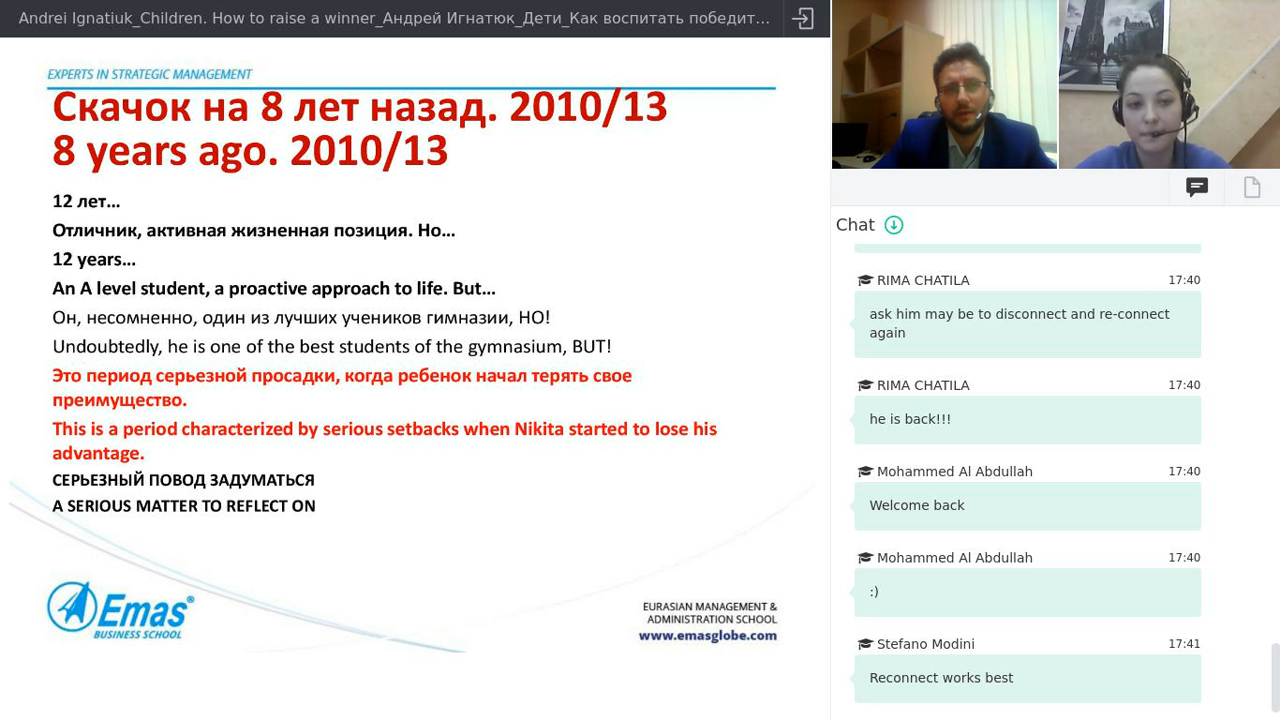 Andrei Ignatiuk_Children. How to raise a winner_Андрей Игнатюк_Дети_Как воспитать победит...
EXPERTS IN STRATEGIC MANAGEMENT
Скачок на 8 лет назад. 2010/13
8 years ago. 2010/13
12 лет...
Отличник, активная жизненная позиция. Но...
12 years...
An A level student, a proactive approach to life. But...
Он, несомненно, один из лучших учеников гимназии, НО!
Undoubtedly, he is one of the best students of the gymnasium, BUT!
Это период серьезной просадки, когда ребенок начал терять свое
преимущество.
This is a period characterized by serious setbacks when Nikita started to lose his
advantage.
СЕРЬЕЗНЫЙ ПОВОД ЗАДУМАТЬСЯ
A SERIOUS MATTER TO REFLECT ON
Emas®
BUSINESS SCHOOL
EURASIAN MANAGEMENT &
ADMINISTRATION SCHOOL
www.emasglobe.com
Chat
RIMA CHATILA 17:40
ask him may be to disconnect and re-connect
again
RIMA CHATILA 17:40
he is back!!!
Mohammed Al Abdullah 17:40
Welcome back
Mohammed Al Abdullah 17:40
:)
Stefano Modini 17:41
Reconnect works best